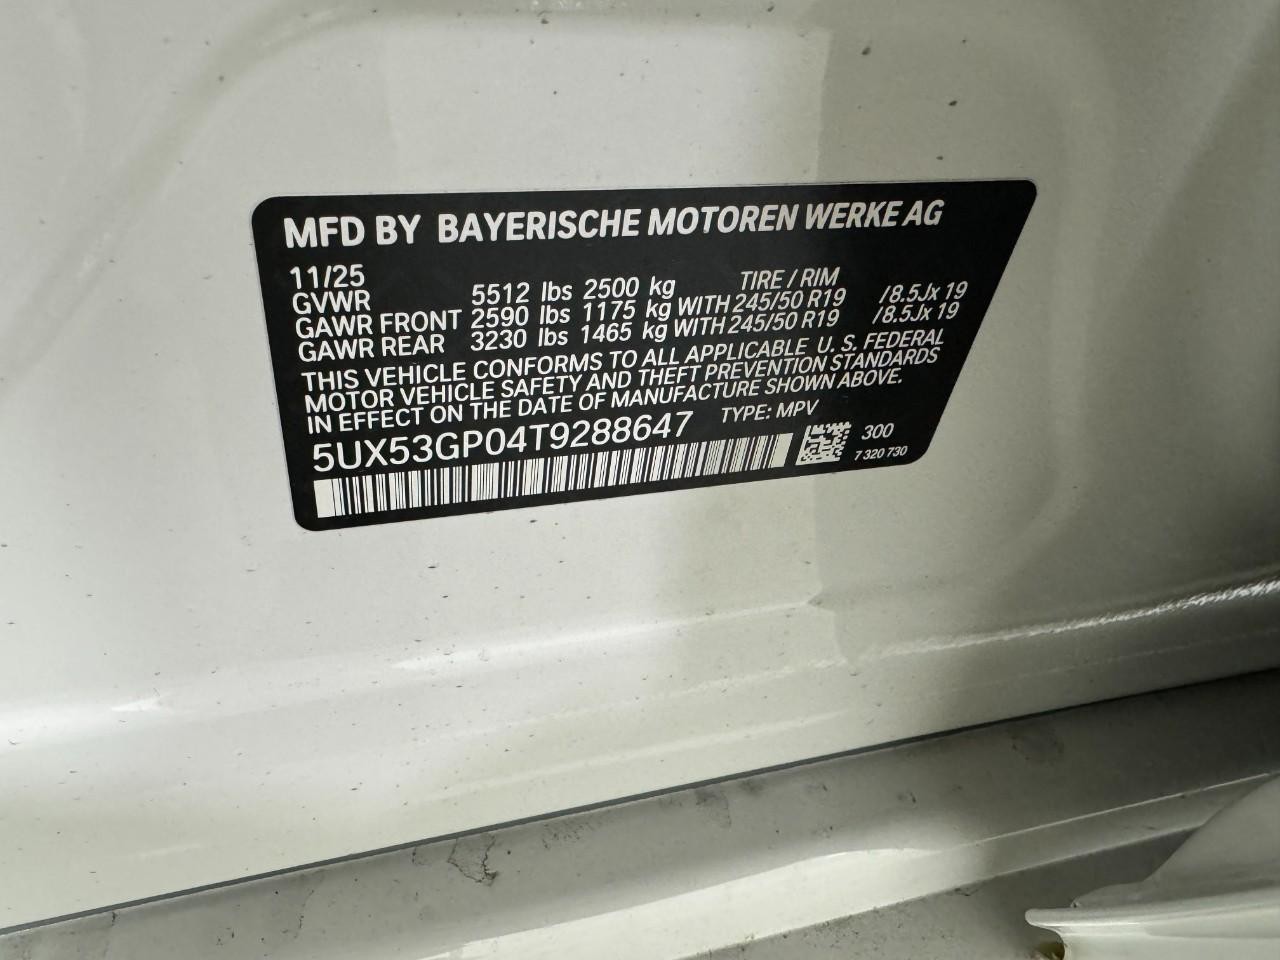 MFD BY BAYERISCHE MOTOREN WERKE AG
11/25 TIRE / RIM
GVWR 5512 lbs 2500 kg
GAWR FRONT 2590 lbs 1175 kg WITH 245/50 R19 /8.5Jx 19
GAWR REAR 3230 lbs 1465 kg WITH 245/50 R19 /8.5Jx 19
THIS VEHICLE CONFORMS TO ALL APPLICABLE U. S. FEDERAL
MOTOR VEHICLE SAFETY AND THEFT PREVENTION STANDARDS
IN EFFECT ON THE DATE OF MANUFACTURE SHOWN ABOVE.
5UX53GP04T9288647 TYPE: MPV
300
7 320 730